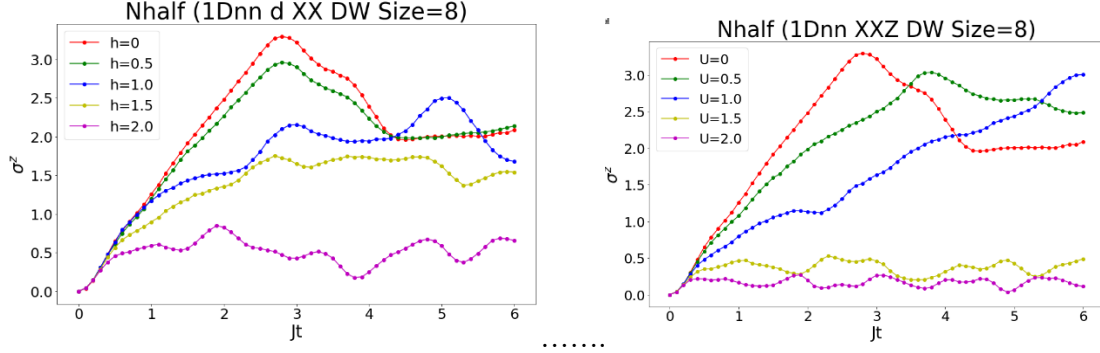 Nhalf (1Dnn d XX DW Size=8)
h=0
h=0.5
h=1.0
h=1.5
h=2.0
3.0
2.5
2.0
1.5
1.0
0.5
0.0
σᶻ
0 1 2 3 4 5 6
Jt
Nhalf (1Dnn XXZ DW Size=8)
U=0
U=0.5
U=1.0
U=1.5
U=2.0
3.0
2.5
2.0
1.5
1.0
0.5
0.0
σᶻ
0 1 2 3 4 5 6
Jt
.......